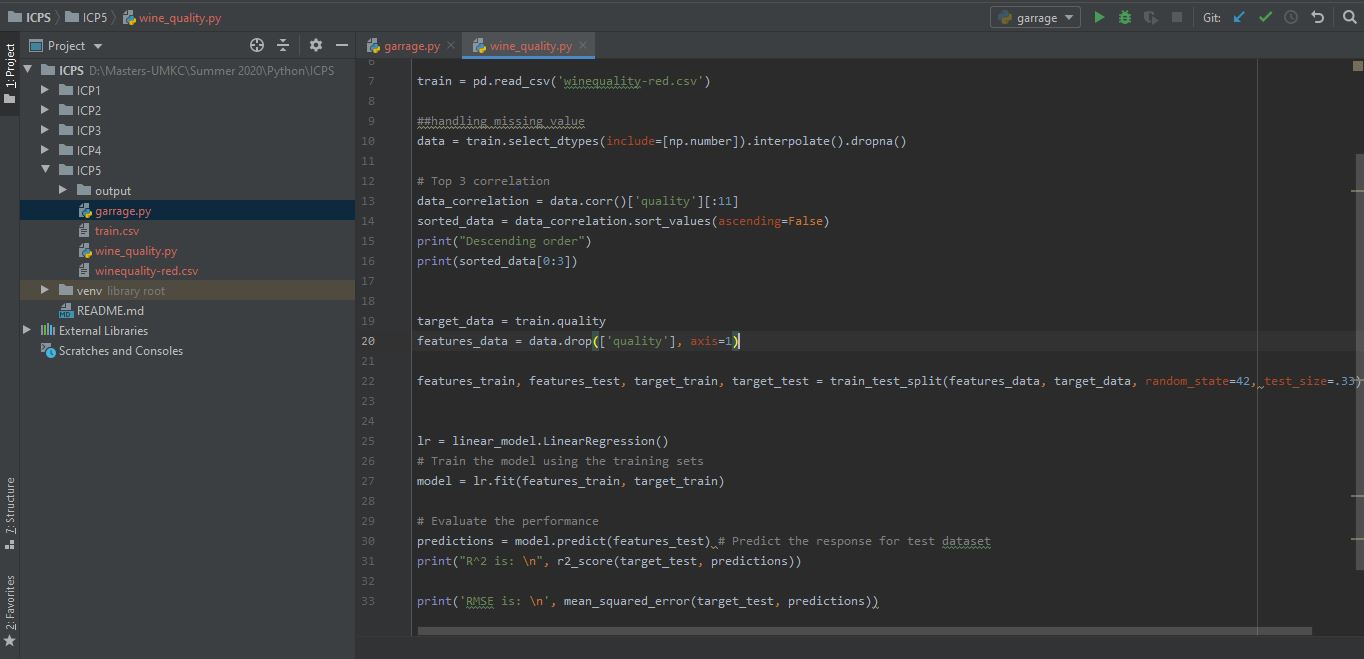 ICPS ICP5 wine_quality.py garrage Git:
1: Project
Project
garrage.py wine_quality.py
ICPS D:\Masters-UMKC\Summer 2020\Python\ICPS
ICP1
ICP2
ICP3
ICP4
ICP5
output
garrage.py
train.csv
wine_quality.py
winequality-red.csv
venv library root
README.md
External Libraries
Scratches and Consoles
7: Structure
2: Favorites
6
7 train = pd.read_csv('winequality-red.csv')
8
9 ##handling missing value
10 data = train.select_dtypes(include=[np.number]).interpolate().dropna()
11
12 # Top 3 correlation
13 data_correlation = data.corr()['quality'][:11]
14 sorted_data = data_correlation.sort_values(ascending=False)
15 print("Descending order")
16 print(sorted_data[0:3])
17
18
19 target_data = train.quality
20 features_data = data.drop(['quality'], axis=1)
21
22 features_train, features_test, target_train, target_test = train_test_split(features_data, target_data, random_state=42, test_size=.33)
23
24
25 lr = linear_model.LinearRegression()
26 # Train the model using the training sets
27 model = lr.fit(features_train, target_train)
28
29 # Evaluate the performance
30 predictions = model.predict(features_test) # Predict the response for test dataset
31 print("R^2 is: \n", r2_score(target_test, predictions))
32
33 print('RMSE is: \n', mean_squared_error(target_test, predictions))